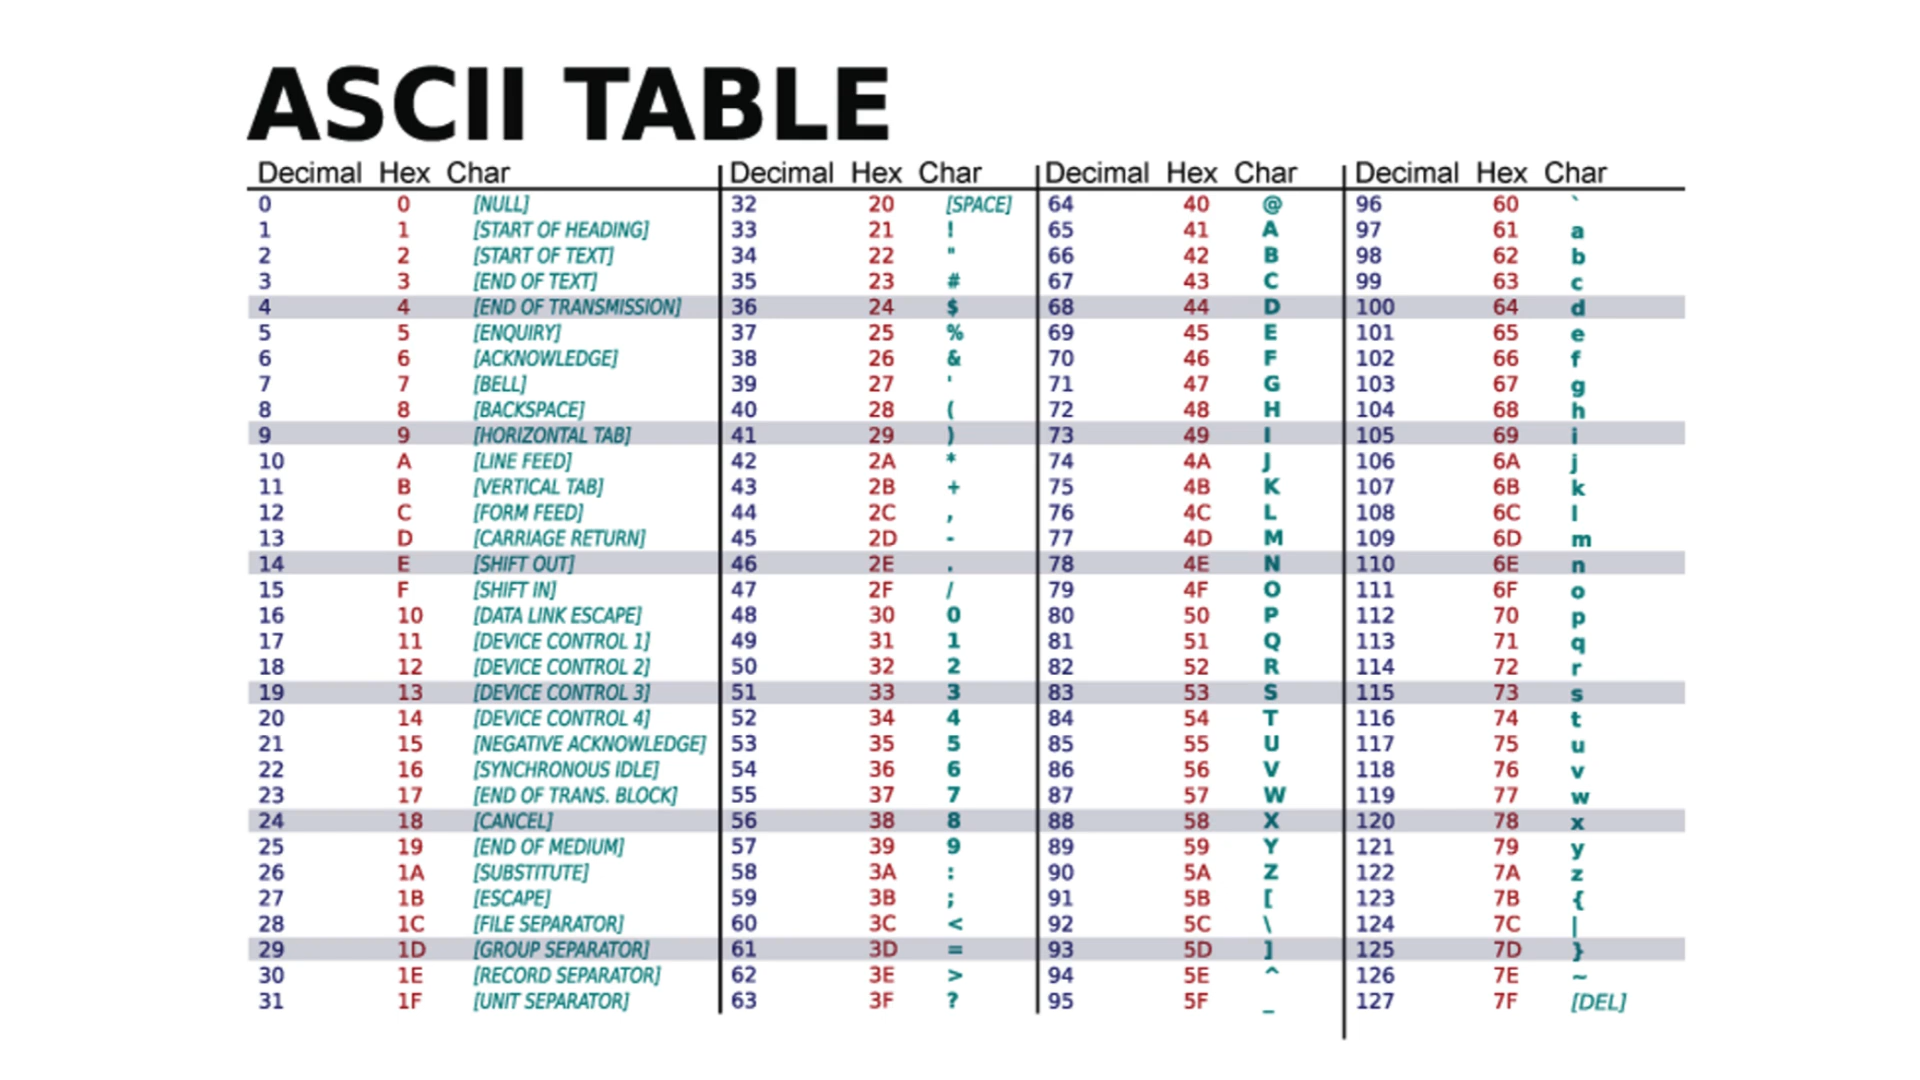 ASCII TABLE
Decimal Hex Char Decimal Hex Char Decimal Hex Char Decimal Hex Char
0 0 [NULL] 32 20 [SPACE] 64 40 @ 96 60 `
1 1 [START OF HEADING] 33 21 ! 65 41 A 97 61 a
2 2 [START OF TEXT] 34 22 " 66 42 B 98 62 b
3 3 [END OF TEXT] 35 23 # 67 43 C 99 63 c
4 4 [END OF TRANSMISSION] 36 24 $ 68 44 D 100 64 d
5 5 [ENQUIRY] 37 25 % 69 45 E 101 65 e
6 6 [ACKNOWLEDGE] 38 26 & 70 46 F 102 66 f
7 7 [BELL] 39 27 ' 71 47 G 103 67 g
8 8 [BACKSPACE] 40 28 ( 72 48 H 104 68 h
9 9 [HORIZONTAL TAB] 41 29 ) 73 49 I 105 69 i
10 A [LINE FEED] 42 2A * 74 4A J 106 6A j
11 B [VERTICAL TAB] 43 2B + 75 4B K 107 6B k
12 C [FORM FEED] 44 2C , 76 4C L 108 6C l
13 D [CARRIAGE RETURN] 45 2D - 77 4D M 109 6D m
14 E [SHIFT OUT] 46 2E . 78 4E N 110 6E n
15 F [SHIFT IN] 47 2F / 79 4F O 111 6F o
16 10 [DATA LINK ESCAPE] 48 30 0 80 50 P 112 70 p
17 11 [DEVICE CONTROL 1] 49 31 1 81 51 Q 113 71 q
18 12 [DEVICE CONTROL 2] 50 32 2 82 52 R 114 72 r
19 13 [DEVICE CONTROL 3] 51 33 3 83 53 S 115 73 s
20 14 [DEVICE CONTROL 4] 52 34 4 84 54 T 116 74 t
21 15 [NEGATIVE ACKNOWLEDGE] 53 35 5 85 55 U 117 75 u
22 16 [SYNCHRONOUS IDLE] 54 36 6 86 56 V 118 76 v
23 17 [END OF TRANS. BLOCK] 55 37 7 87 57 W 119 77 w
24 18 [CANCEL] 56 38 8 88 58 X 120 78 x
25 19 [END OF MEDIUM] 57 39 9 89 59 Y 121 79 y
26 1A [SUBSTITUTE] 58 3A : 90 5A Z 122 7A z
27 1B [ESCAPE] 59 3B ; 91 5B [ 123 7B {
28 1C [FILE SEPARATOR] 60 3C < 92 5C \ 124 7C |
29 1D [GROUP SEPARATOR] 61 3D = 93 5D ] 125 7D }
30 1E [RECORD SEPARATOR] 62 3E > 94 5E ^ 126 7E ~
31 1F [UNIT SEPARATOR] 63 3F ? 95 5F _ 127 7F [DEL]